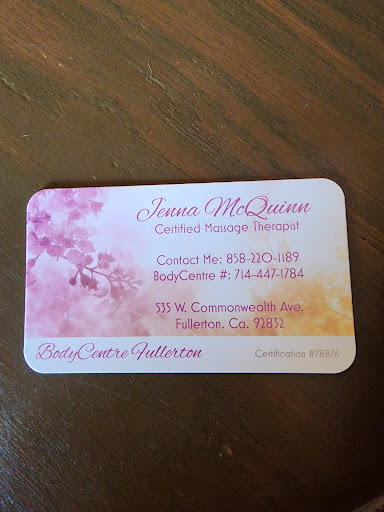 Jenna McQuinn
Certified Massage Therapist
Contact Me: 858-220-1189
BodyCentre #: 714-447-1784
535 W. Commonwealth Ave.
Fullerton, Ca. 92832
BodyCentre Fullerton
Certification #78876